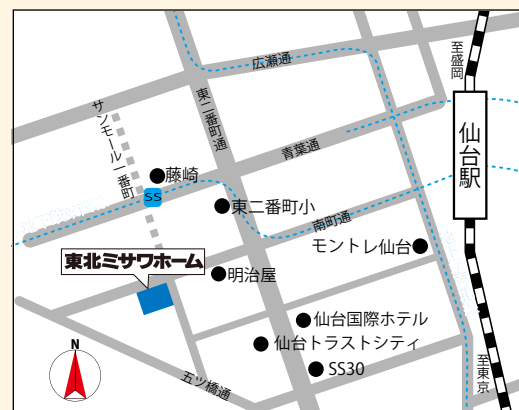 至盛岡
広瀬通
サンモール一番町
東二番町通
仙台駅
青葉通
藤崎
SS
東二番町小
南町通
モントレ仙台
東北ミサワホーム
明治屋
仙台国際ホテル
仙台トラストシティ
SS30
五ツ橋通
至東京
N